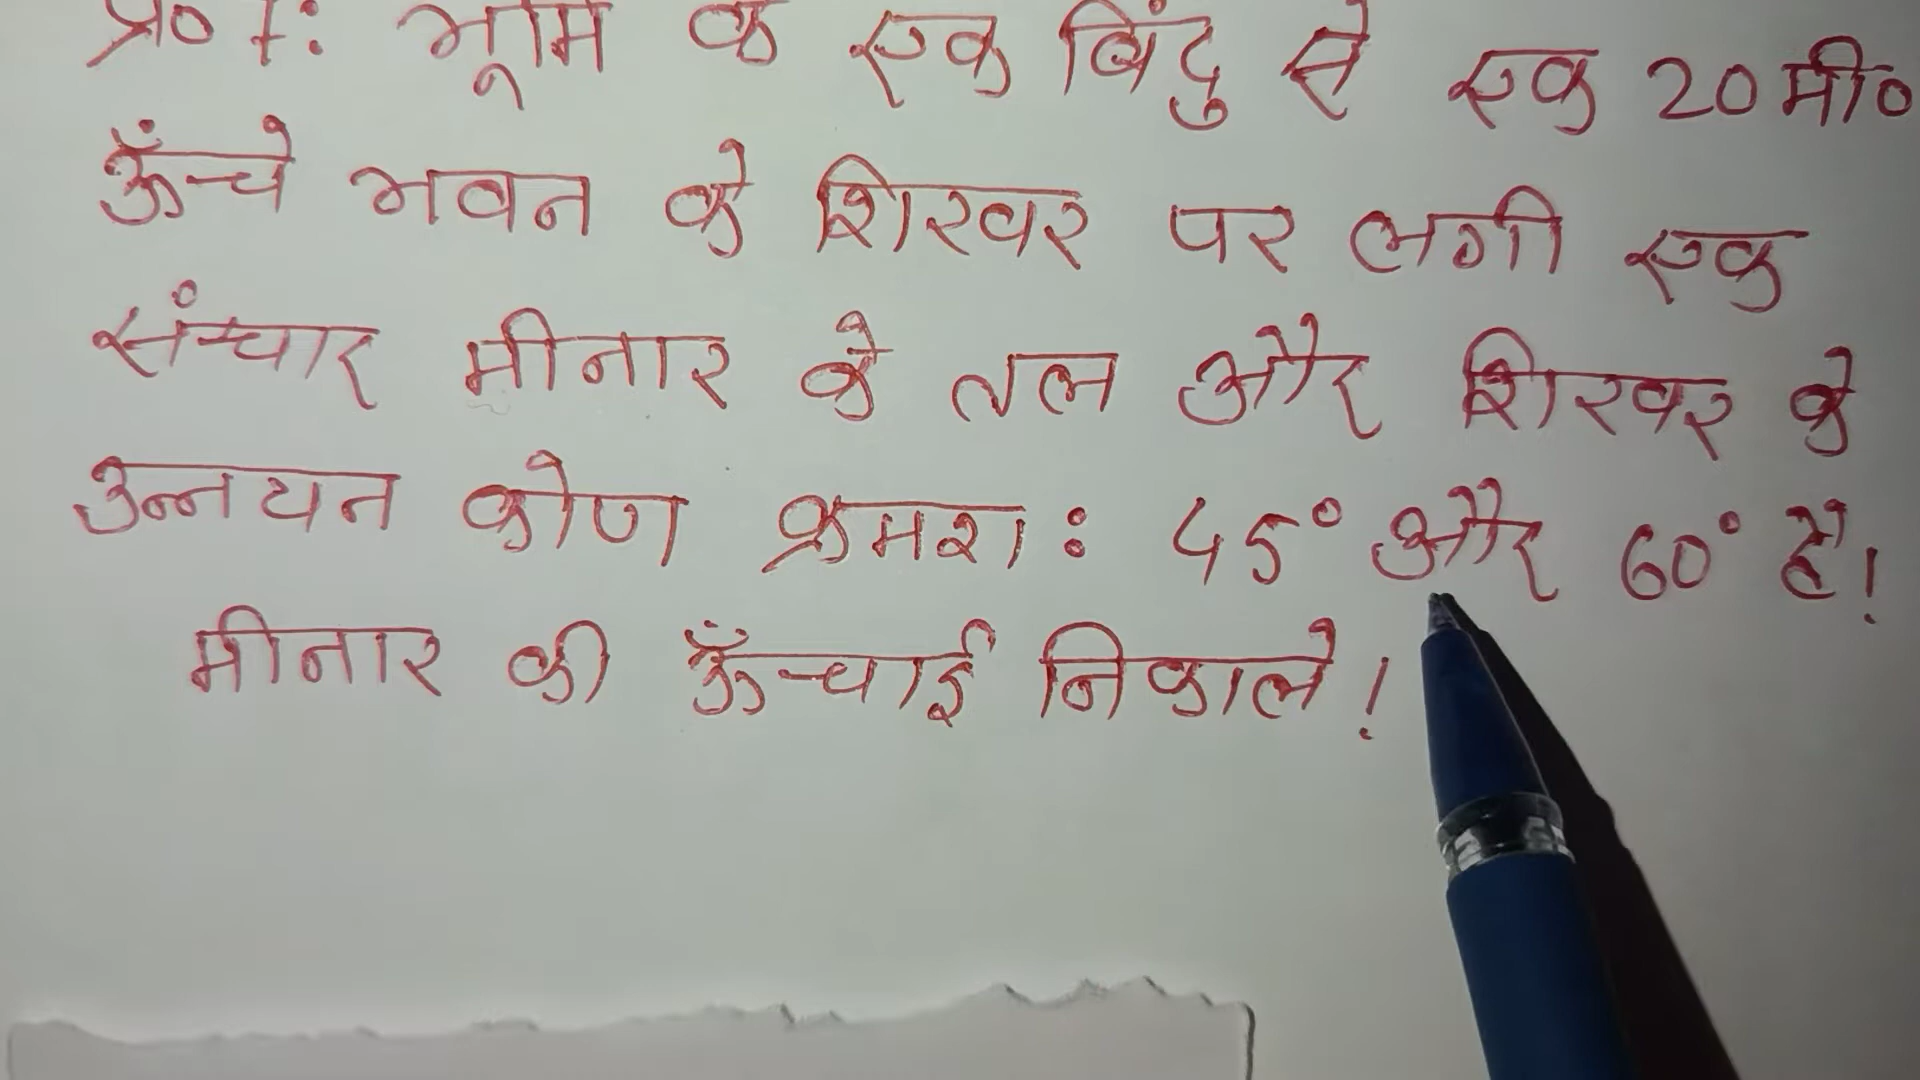 प्र० 7: भूमि के एक बिंदु से एक 20 मी०
ऊँचे भवन के शिखर पर लगी एक
संचार मीनार के तल और शिखर के
उन्नयन कोण क्रमशः 45° और 60° है।
मीनार की ऊँचाई निकाले।